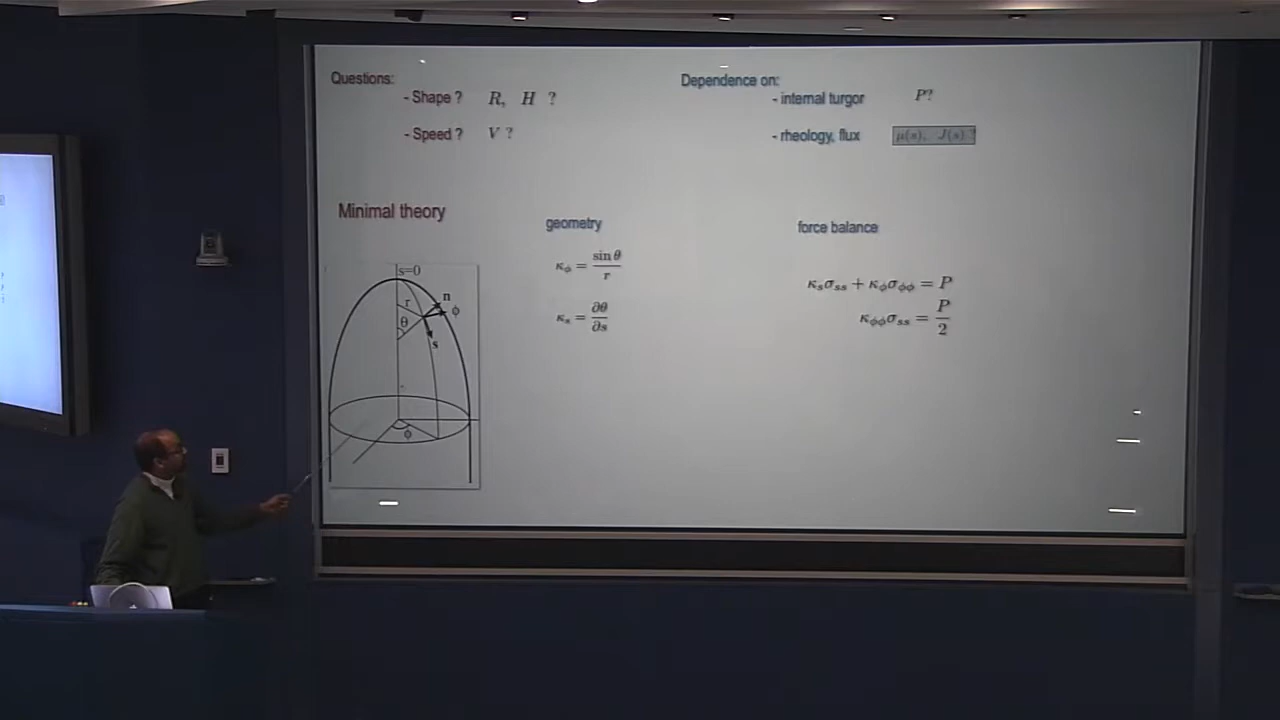 Questions:
- Shape ? R, H ?
- Speed ? V ?
Dependence on:
- internal turgor P?
- rheology, flux μ(s), J(s) ?
Minimal theory
geometry
κ_ϕ = sin θ / r
κ_s = ∂θ / ∂s
force balance
κ_s σ_ss + κ_ϕ σ_ϕϕ = P
κ_ϕϕ σ_ss = P / 2
s=0
r
n
ϕ
θ
s
ϕ